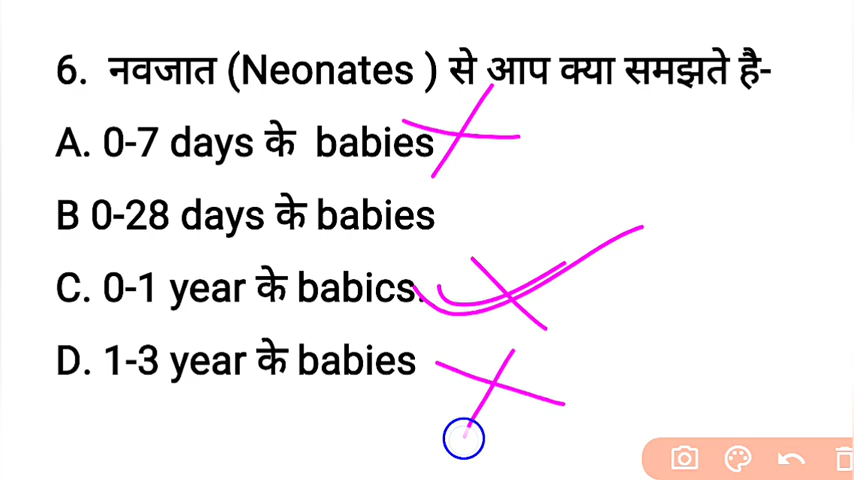 6. नवजात (Neonates ) से आप क्या समझते है-
A. 0-7 days के babies
B 0-28 days के babies
C. 0-1 year के babics.
D. 1-3 year के babies